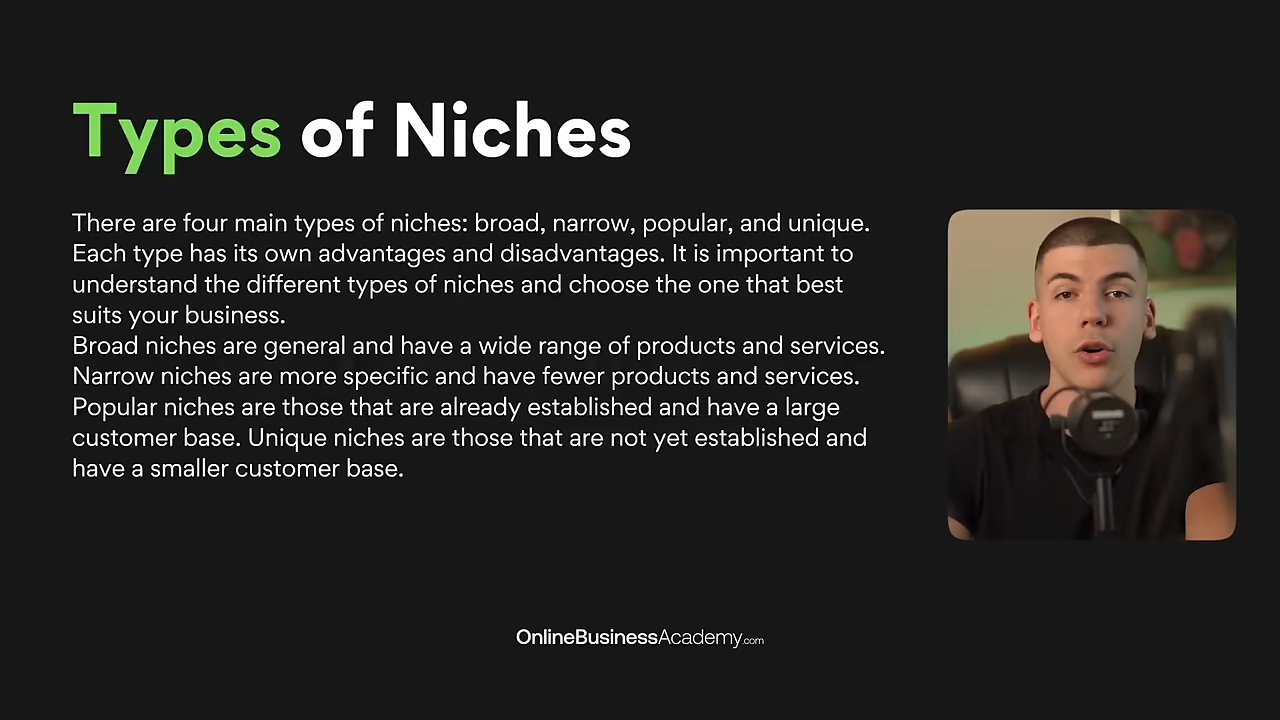 Types of Niches
There are four main types of niches: broad, narrow, popular, and unique.
Each type has its own advantages and disadvantages. It is important to
understand the different types of niches and choose the one that best
suits your business.
Broad niches are general and have a wide range of products and services.
Narrow niches are more specific and have fewer products and services.
Popular niches are those that are already established and have a large
customer base. Unique niches are those that are not yet established and
have a smaller customer base.
OnlineBusinessAcademy.com